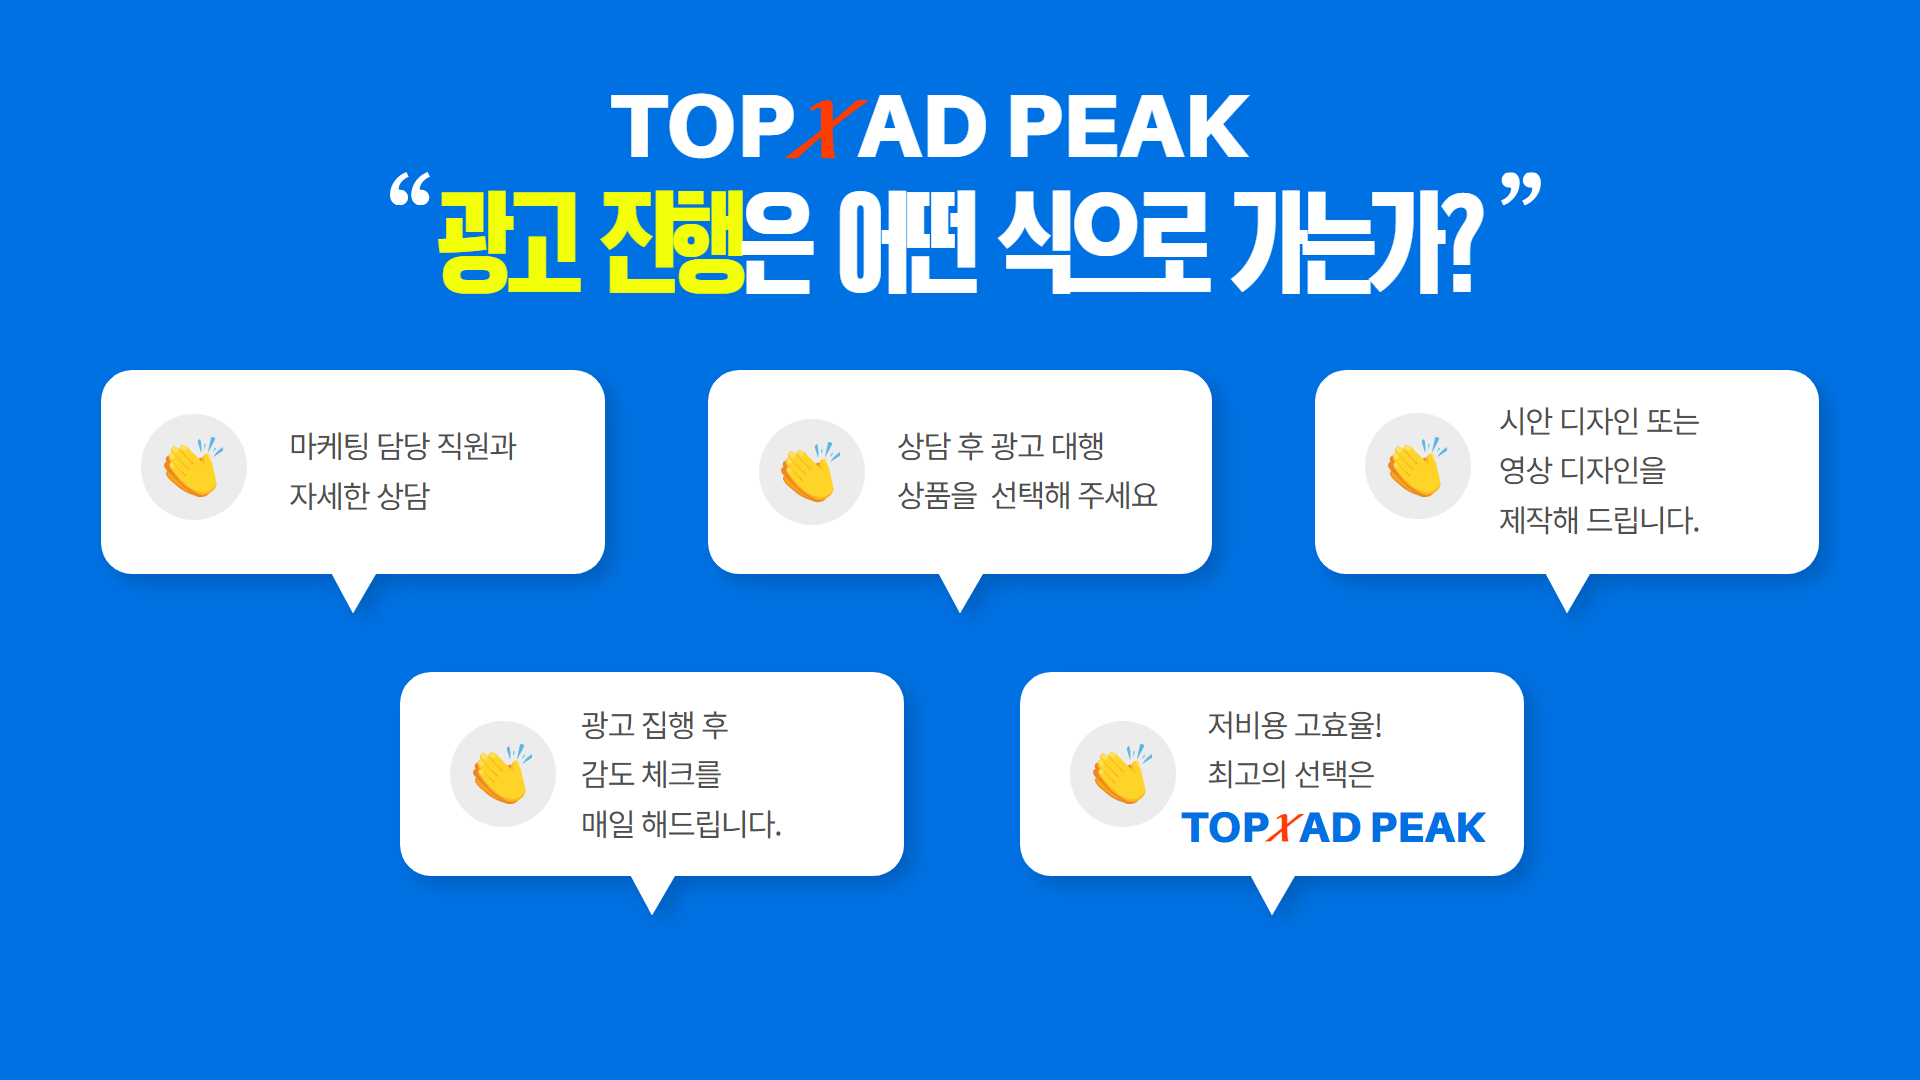 TOPXAD PEAK
“광고 진행은 어떤 식으로 가는가?”
마케팅 담당 직원과
자세한 상담
상담 후 광고 대행
상품을  선택해 주세요
시안 디자인 또는
영상 디자인을
제작해 드립니다.
광고 집행 후
감도 체크를
매일 해드립니다.
저비용 고효율!
최고의 선택은
TOPXAD PEAK